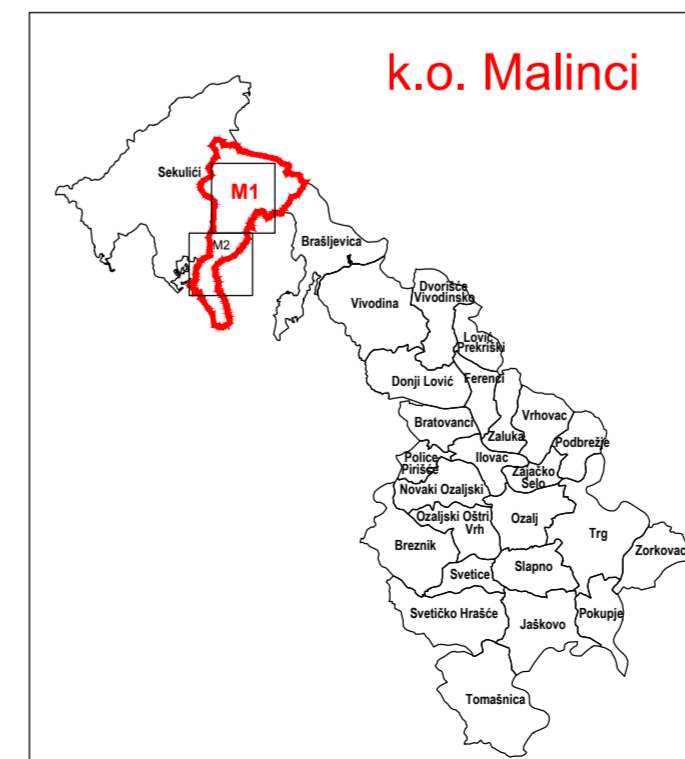 k.o. Malinci
Sekulići
M1
M2
Brašljevica
Vivodina
Dvorišće
Vivodinsko
Lović
Prekriški
Donji Lović
Ferenci
Vrhovac
Bratovanci
Zaluka
Podbrežje
Police
Pirišće
Ilovac
Zajačko
Selo
Novaki Ozaljski
Ozaljski Oštri
Vrh
Ozalj
Trg
Breznik
Zorkovac
Svetice
Slapno
Svetičko Hrašće
Jaškovo
Pokupje
Tomašnica